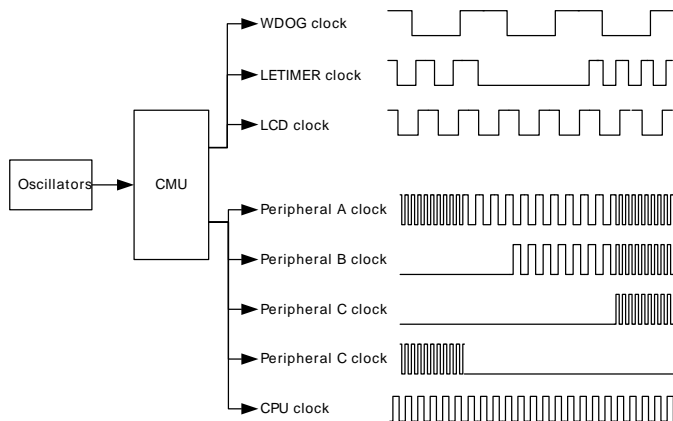 WDOG clock
LETIMER clock
LCD clock
Oscillators
CMU
Peripheral A clock
Peripheral B clock
Peripheral C clock
Peripheral C clock
CPU clock